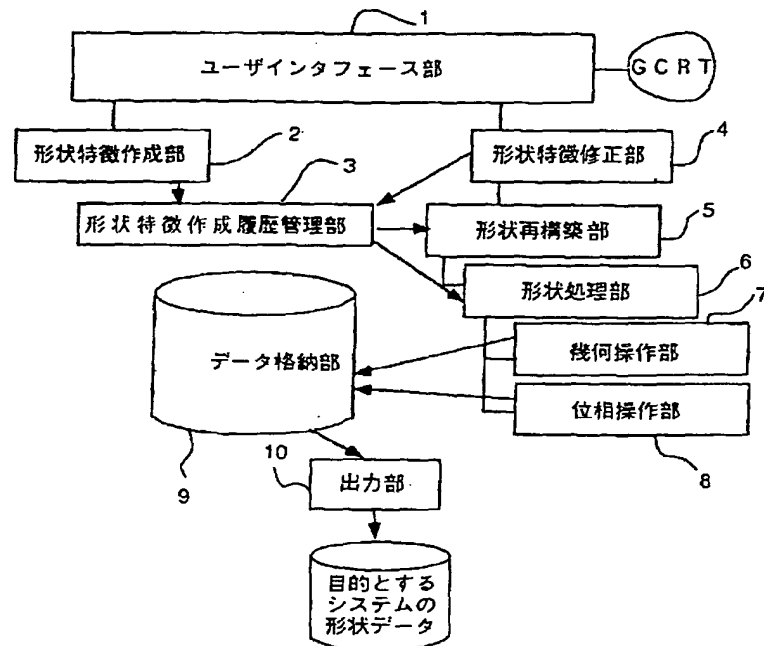 1
ユーザインタフェース部
GCRT
形状特徴作成部
2
形状特徴修正部
4
3
形状特徴作成履歴管理部
形状再構築部
5
形状処理部
6
データ格納部
幾何操作部
7
位相操作部
8
9
10
出力部
目的とする
システムの
形状データ